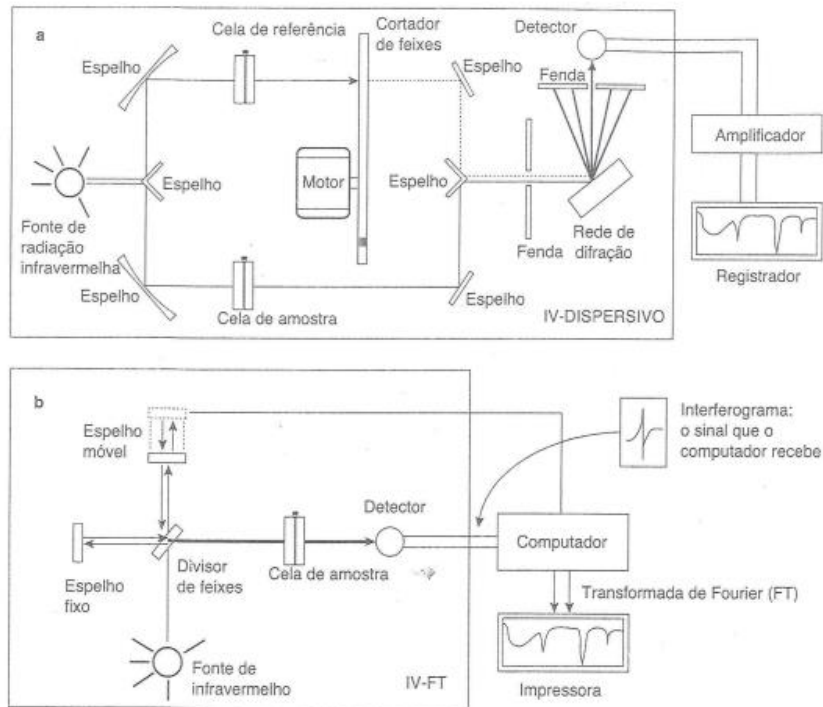 a
Cela de referência
Cortador
de feixes
Detector
Espelho
Espelho
Fenda
Amplificador
Espelho
Motor
Espelho
Fonte de
radiação
infravermelha
Rede de
difração
Fenda
Registrador
Espelho
Cela de amostra
Espelho
IV-DISPERSIVO
b
Espelho
móvel
Interferograma:
o sinal que o
computador recebe
Detector
Computador
Espelho
fixo
Divisor
de feixes
Cela de amostra
Transformada de Fourier (FT)
Fonte de
infravermelho
IV-FT
Impressora